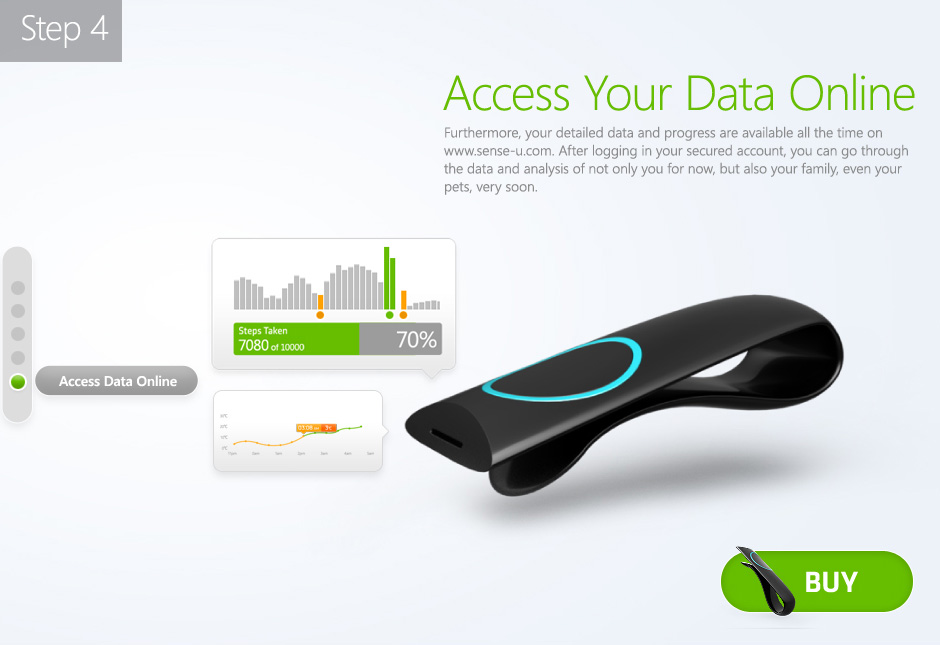 Step 4
Access Your Data Online
Furthermore, your detailed data and progress are available all the time on
www.sense-u.com. After logging in your secured account, you can go through
the data and analysis of not only you for now, but also your family, even your
pets, very soon.
Steps Taken
7080 of 10000
70%
Access Data Online
BUY